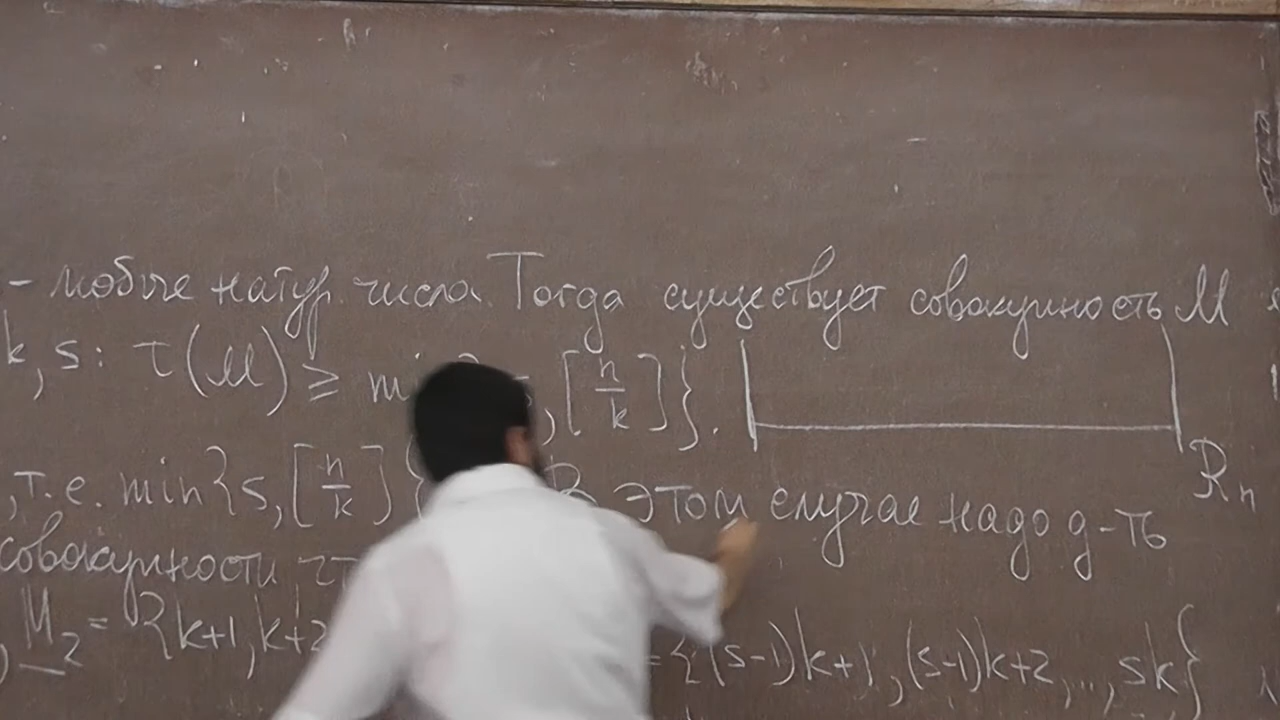 - любые натур. числа. Тогда существует совокупность M
k, s: τ(M) ≥ [n/k]}.
R_n
, т.е. min{s, [n/k]} В этом случае надо д-ть
совокупности
, M_2 = {k+1, k+2 = {(s-1)k+1, (s-1)k+2, ..., sk}